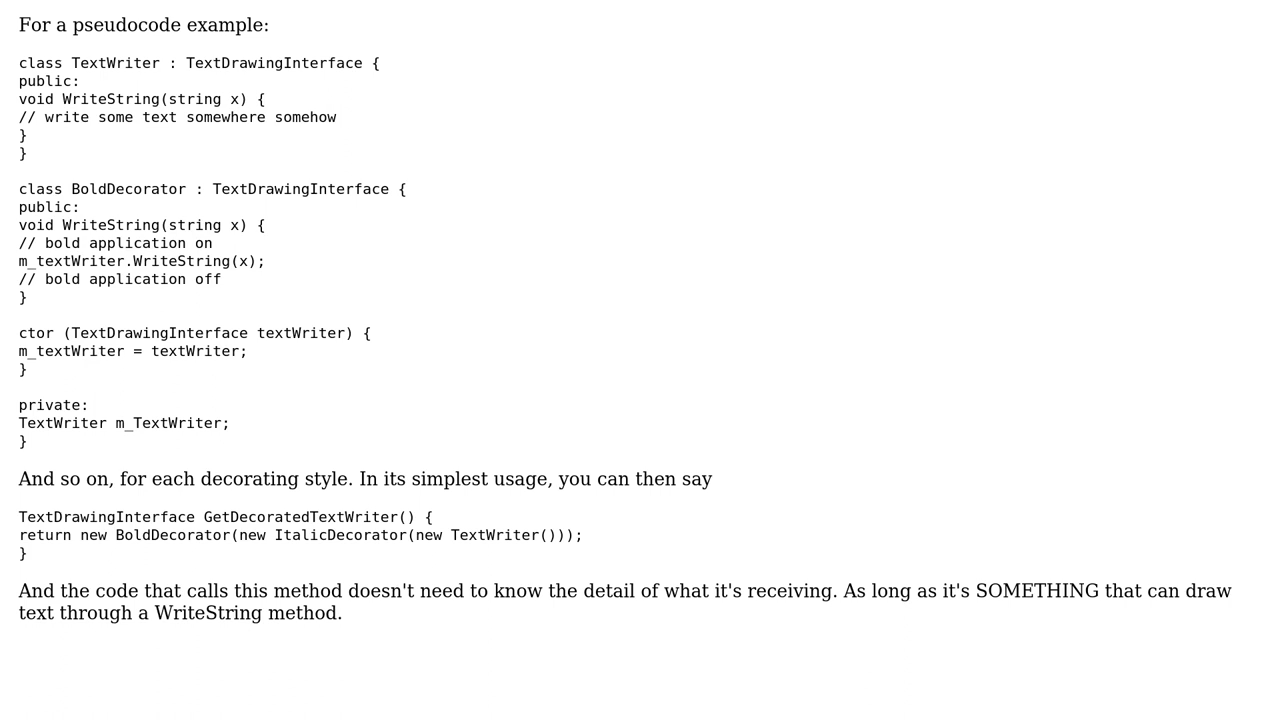 For a pseudocode example:
class TextWriter : TextDrawingInterface {
public:
void WriteString(string x) {
// write some text somewhere somehow
}
}
class BoldDecorator : TextDrawingInterface {
public:
void WriteString(string x) {
// bold application on
m_textWriter.WriteString(x);
// bold application off
}
ctor (TextDrawingInterface textWriter) {
m_textWriter = textWriter;
}
private:
TextWriter m_TextWriter;
}
And so on, for each decorating style. In its simplest usage, you can then say
TextDrawingInterface GetDecoratedTextWriter() {
return new BoldDecorator(new ItalicDecorator(new TextWriter()));
}
And the code that calls this method doesn't need to know the detail of what it's receiving. As long as it's SOMETHING that can draw
text through a WriteString method.